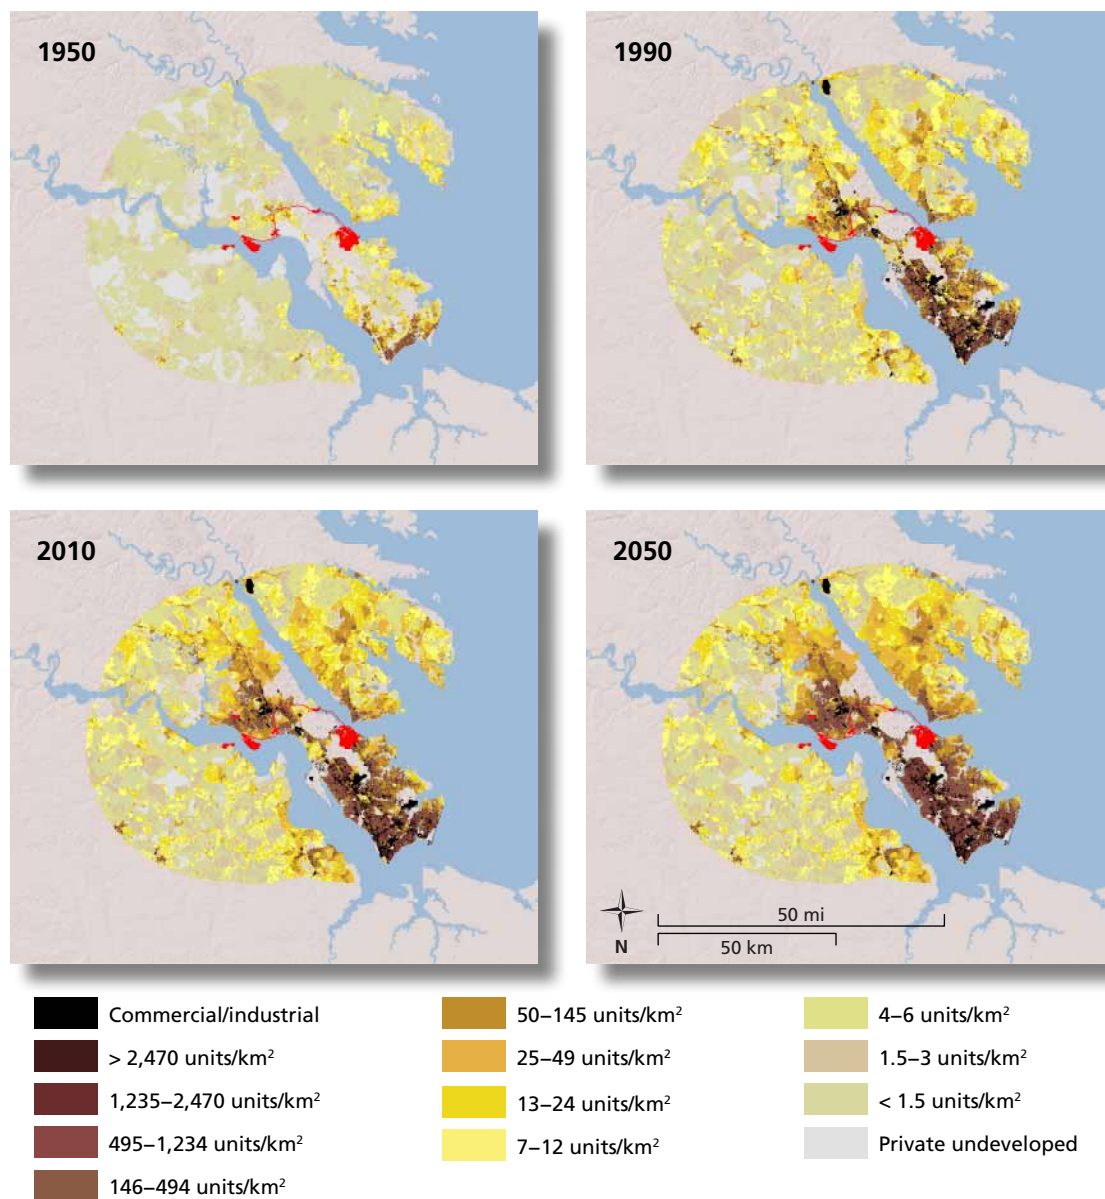 1950
1990
2010
2050
50 mi
50 km
N
Commercial/industrial
> 2,470 units/km²
1,235–2,470 units/km²
495–1,234 units/km²
146–494 units/km²
50–145 units/km²
25–49 units/km²
13–24 units/km²
7–12 units/km²
4–6 units/km²
1.5–3 units/km²
< 1.5 units/km²
Private undeveloped